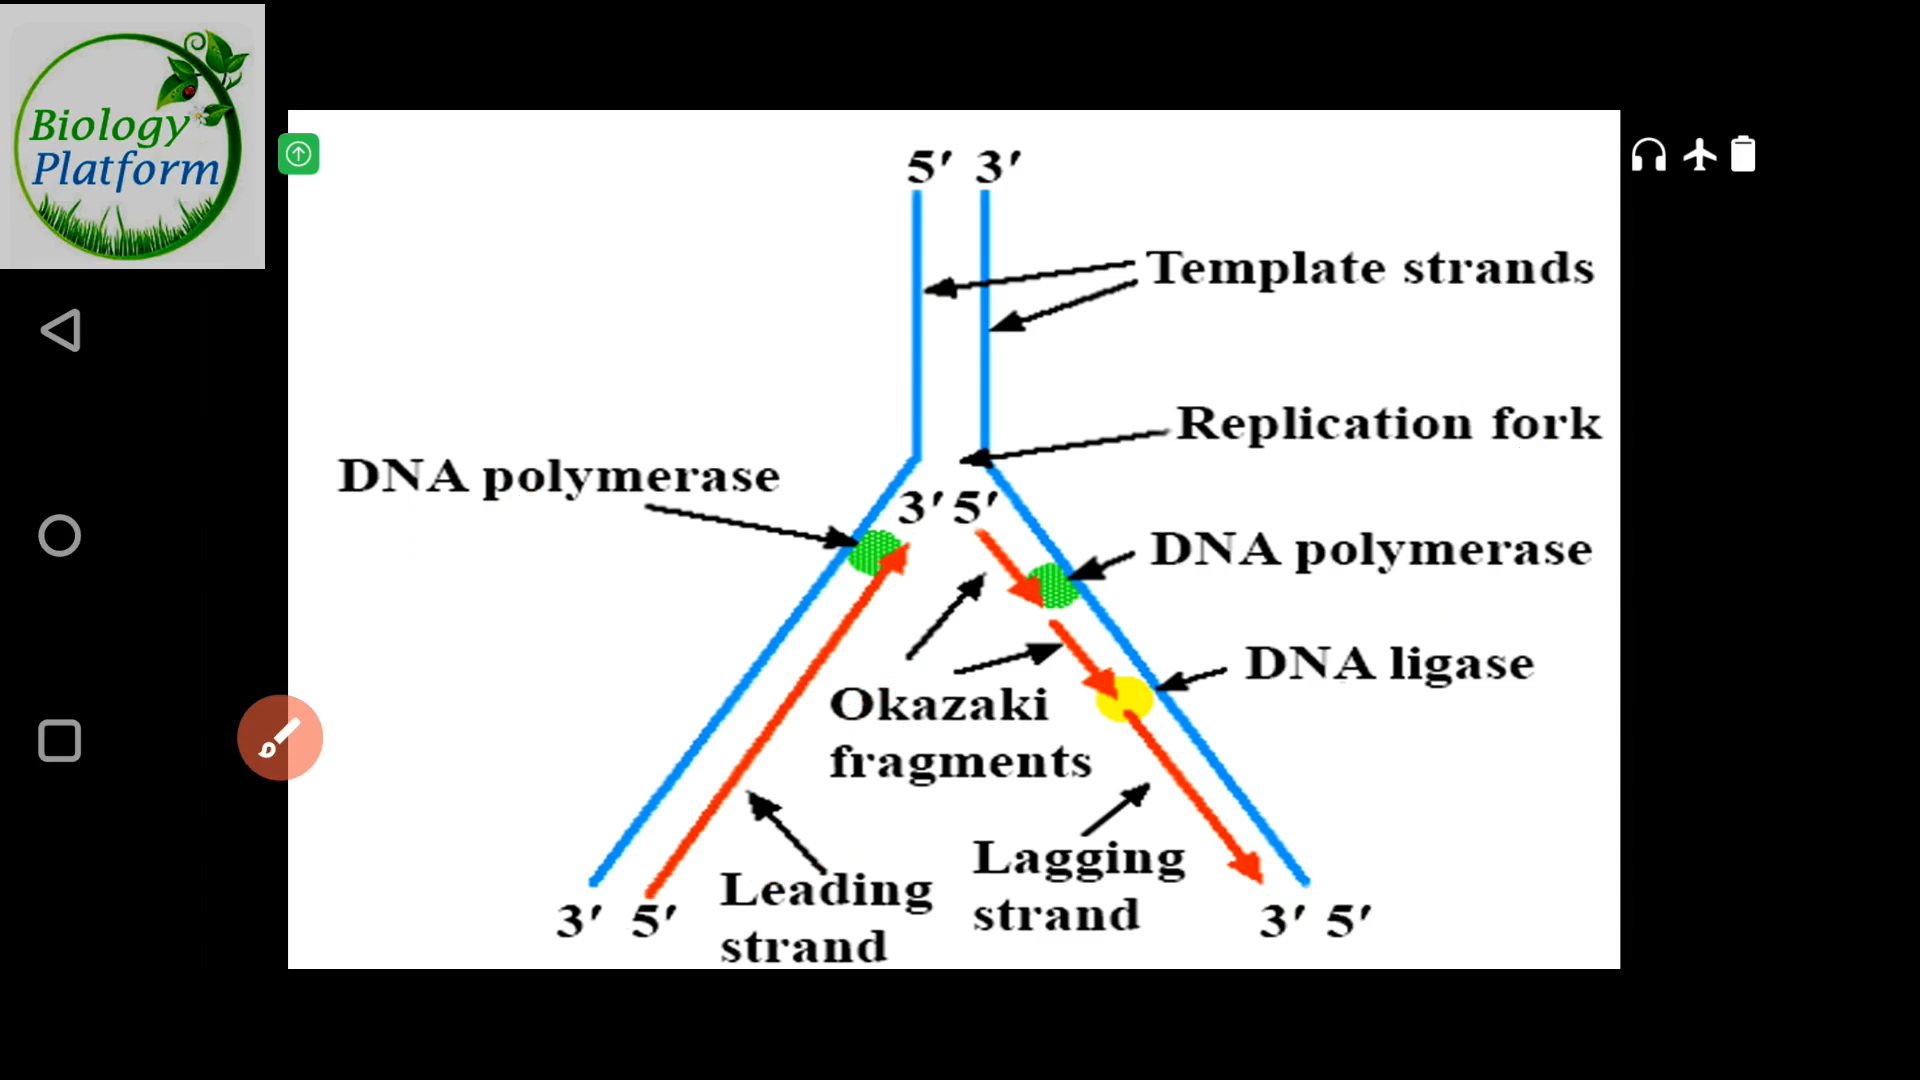 Biology
Platform
5′ 3′
Template strands
Replication fork
DNA polymerase
3′ 5′
DNA polymerase
DNA ligase
Okazaki
fragments
Lagging
strand
Leading
strand
3′ 5′
3′ 5′